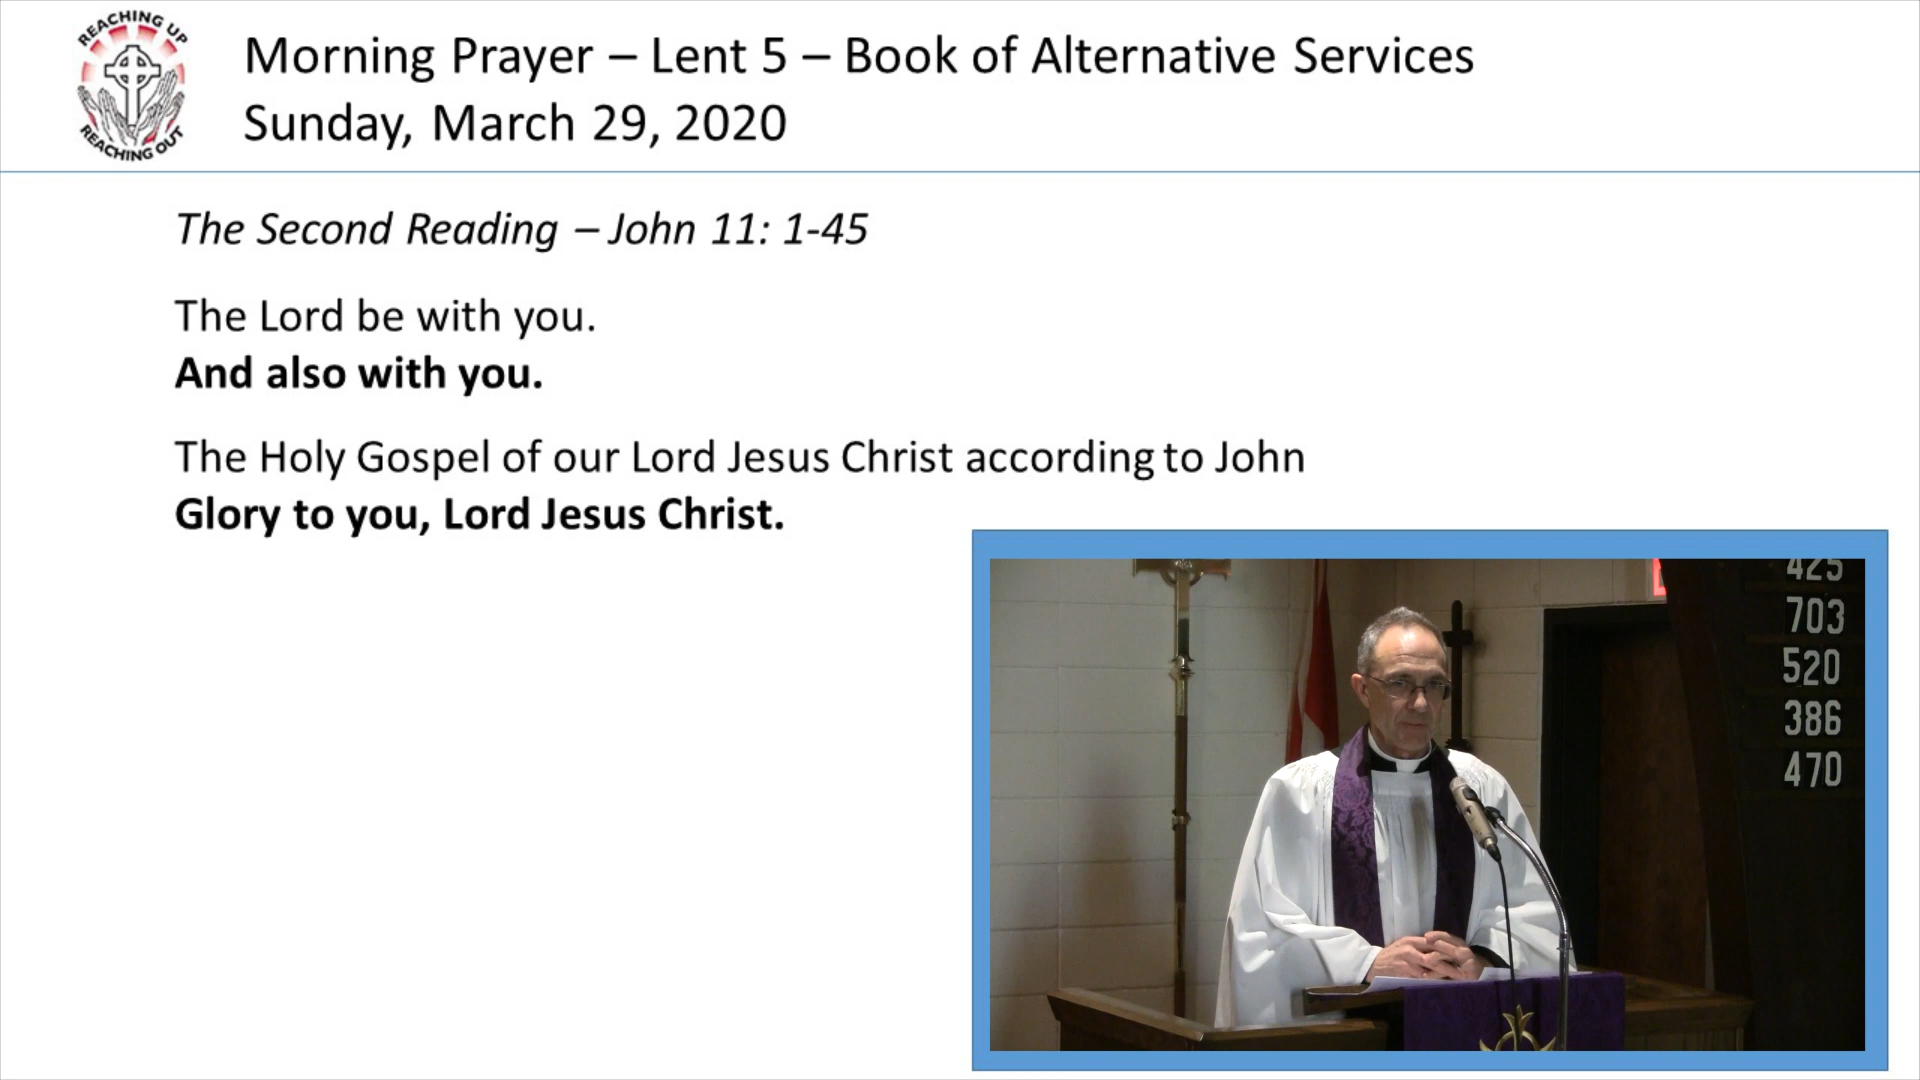 REACHING UP
REACHING OUT
Morning Prayer – Lent 5 – Book of Alternative Services
Sunday, March 29, 2020
The Second Reading – John 11: 1-45
The Lord be with you.
And also with you.
The Holy Gospel of our Lord Jesus Christ according to John
Glory to you, Lord Jesus Christ.
425
703
520
386
470